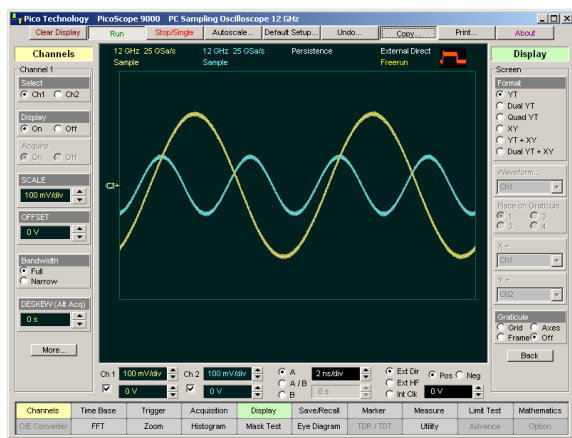 Pico Technology PicoScope 9000 PC Sampling Oscilloscope 12 GHz
Clear Display Run Stop/Single Autoscale... Default Setup... Undo... Copy... Print... About
Channels
Channel 1
Select
Ch1 Ch2
Display
On Off
Acquire
On Off
SCALE
100 mV/div
OFFSET
0 V
Bandwidth
Full
Narrow
DESKEW (Alt Acq)
0 s
More...
12 GHz 25 GSa/s 12 GHz 25 GSa/s Persistence External Direct
Sample Sample Freerun
C1+
Display
Screen
Format
YT
Dual YT
Quad YT
XY
YT + XY
Dual YT + XY
Waveform...
Ch1
Place on Graticule
1 3
2 4
X =
Ch1
Y =
Ch2
Graticule
Grid Axes
Frame Off
Back
Ch 1 100 mV/div Ch 2 100 mV/div A 2 ns/div Ext Dir Pos Neg
A / B Ext HF
0 V 0 V B 0 s Int Clk 0 V
Channels Time Base Trigger Acquisition Display Save/Recall Marker Measure Limit Test Mathematics
O/E Converter FFT Zoom Histogram Mask Test Eye Diagram TDR / TDT Utility Advance Option